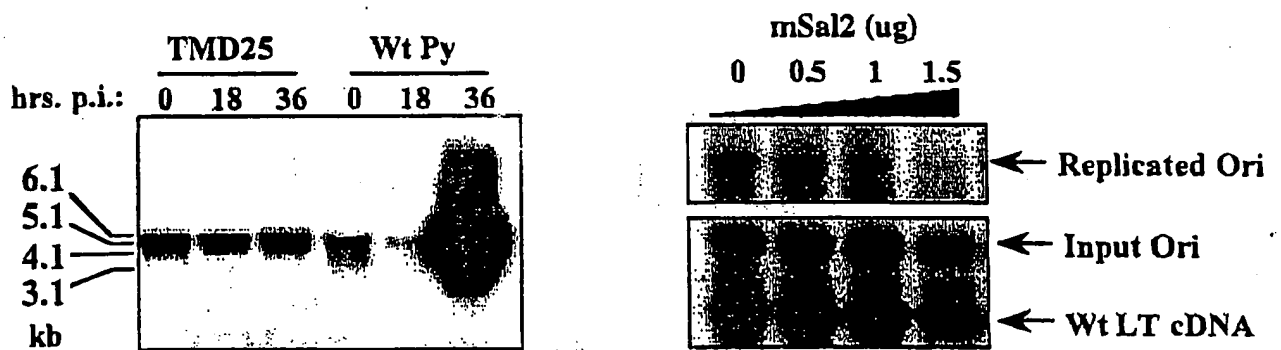 TMD25 Wt Py
hrs. p.i.: 0 18 36 0 18 36
6.1
5.1
4.1
3.1
kb
mSal2 (ug)
0 0.5 1 1.5
Replicated Ori
Input Ori
Wt LT cDNA